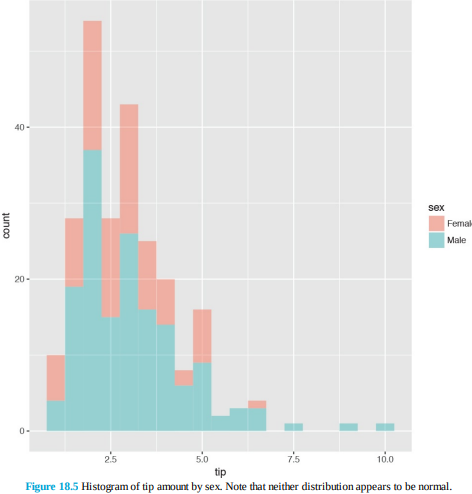 40
20
0
count
2.5 5.0 7.5 10.0
tip
sex
Femal
Male
Figure 18.5 Histogram of tip amount by sex. Note that neither distribution appears to be normal.